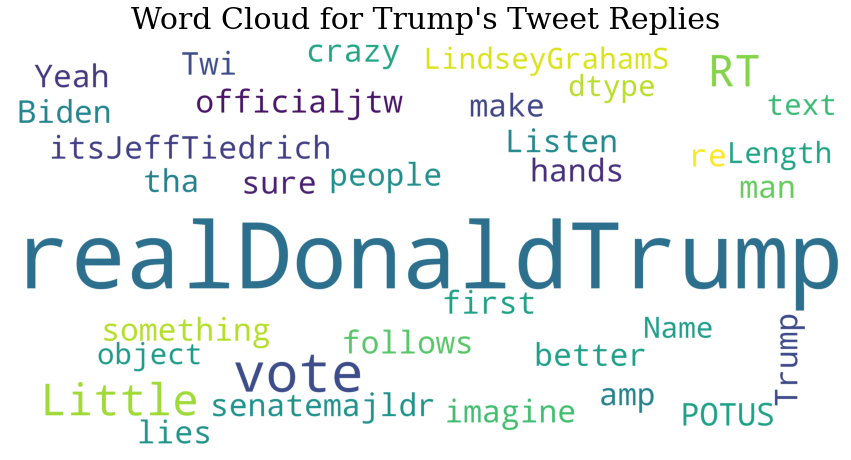 Word Cloud for Trump's Tweet Replies
crazy
Twi
LindseyGrahamS
RT
Yeah
dtype
Biden
officialjtw
make
text
itsJeffTiedrich
Listen
re
Length
tha
sure
people
hands
man
realDonaldTrump
first
something
follows
Name
object
better
Trump
vote
Little
senatemajldr
imagine
amp
POTUS
lies